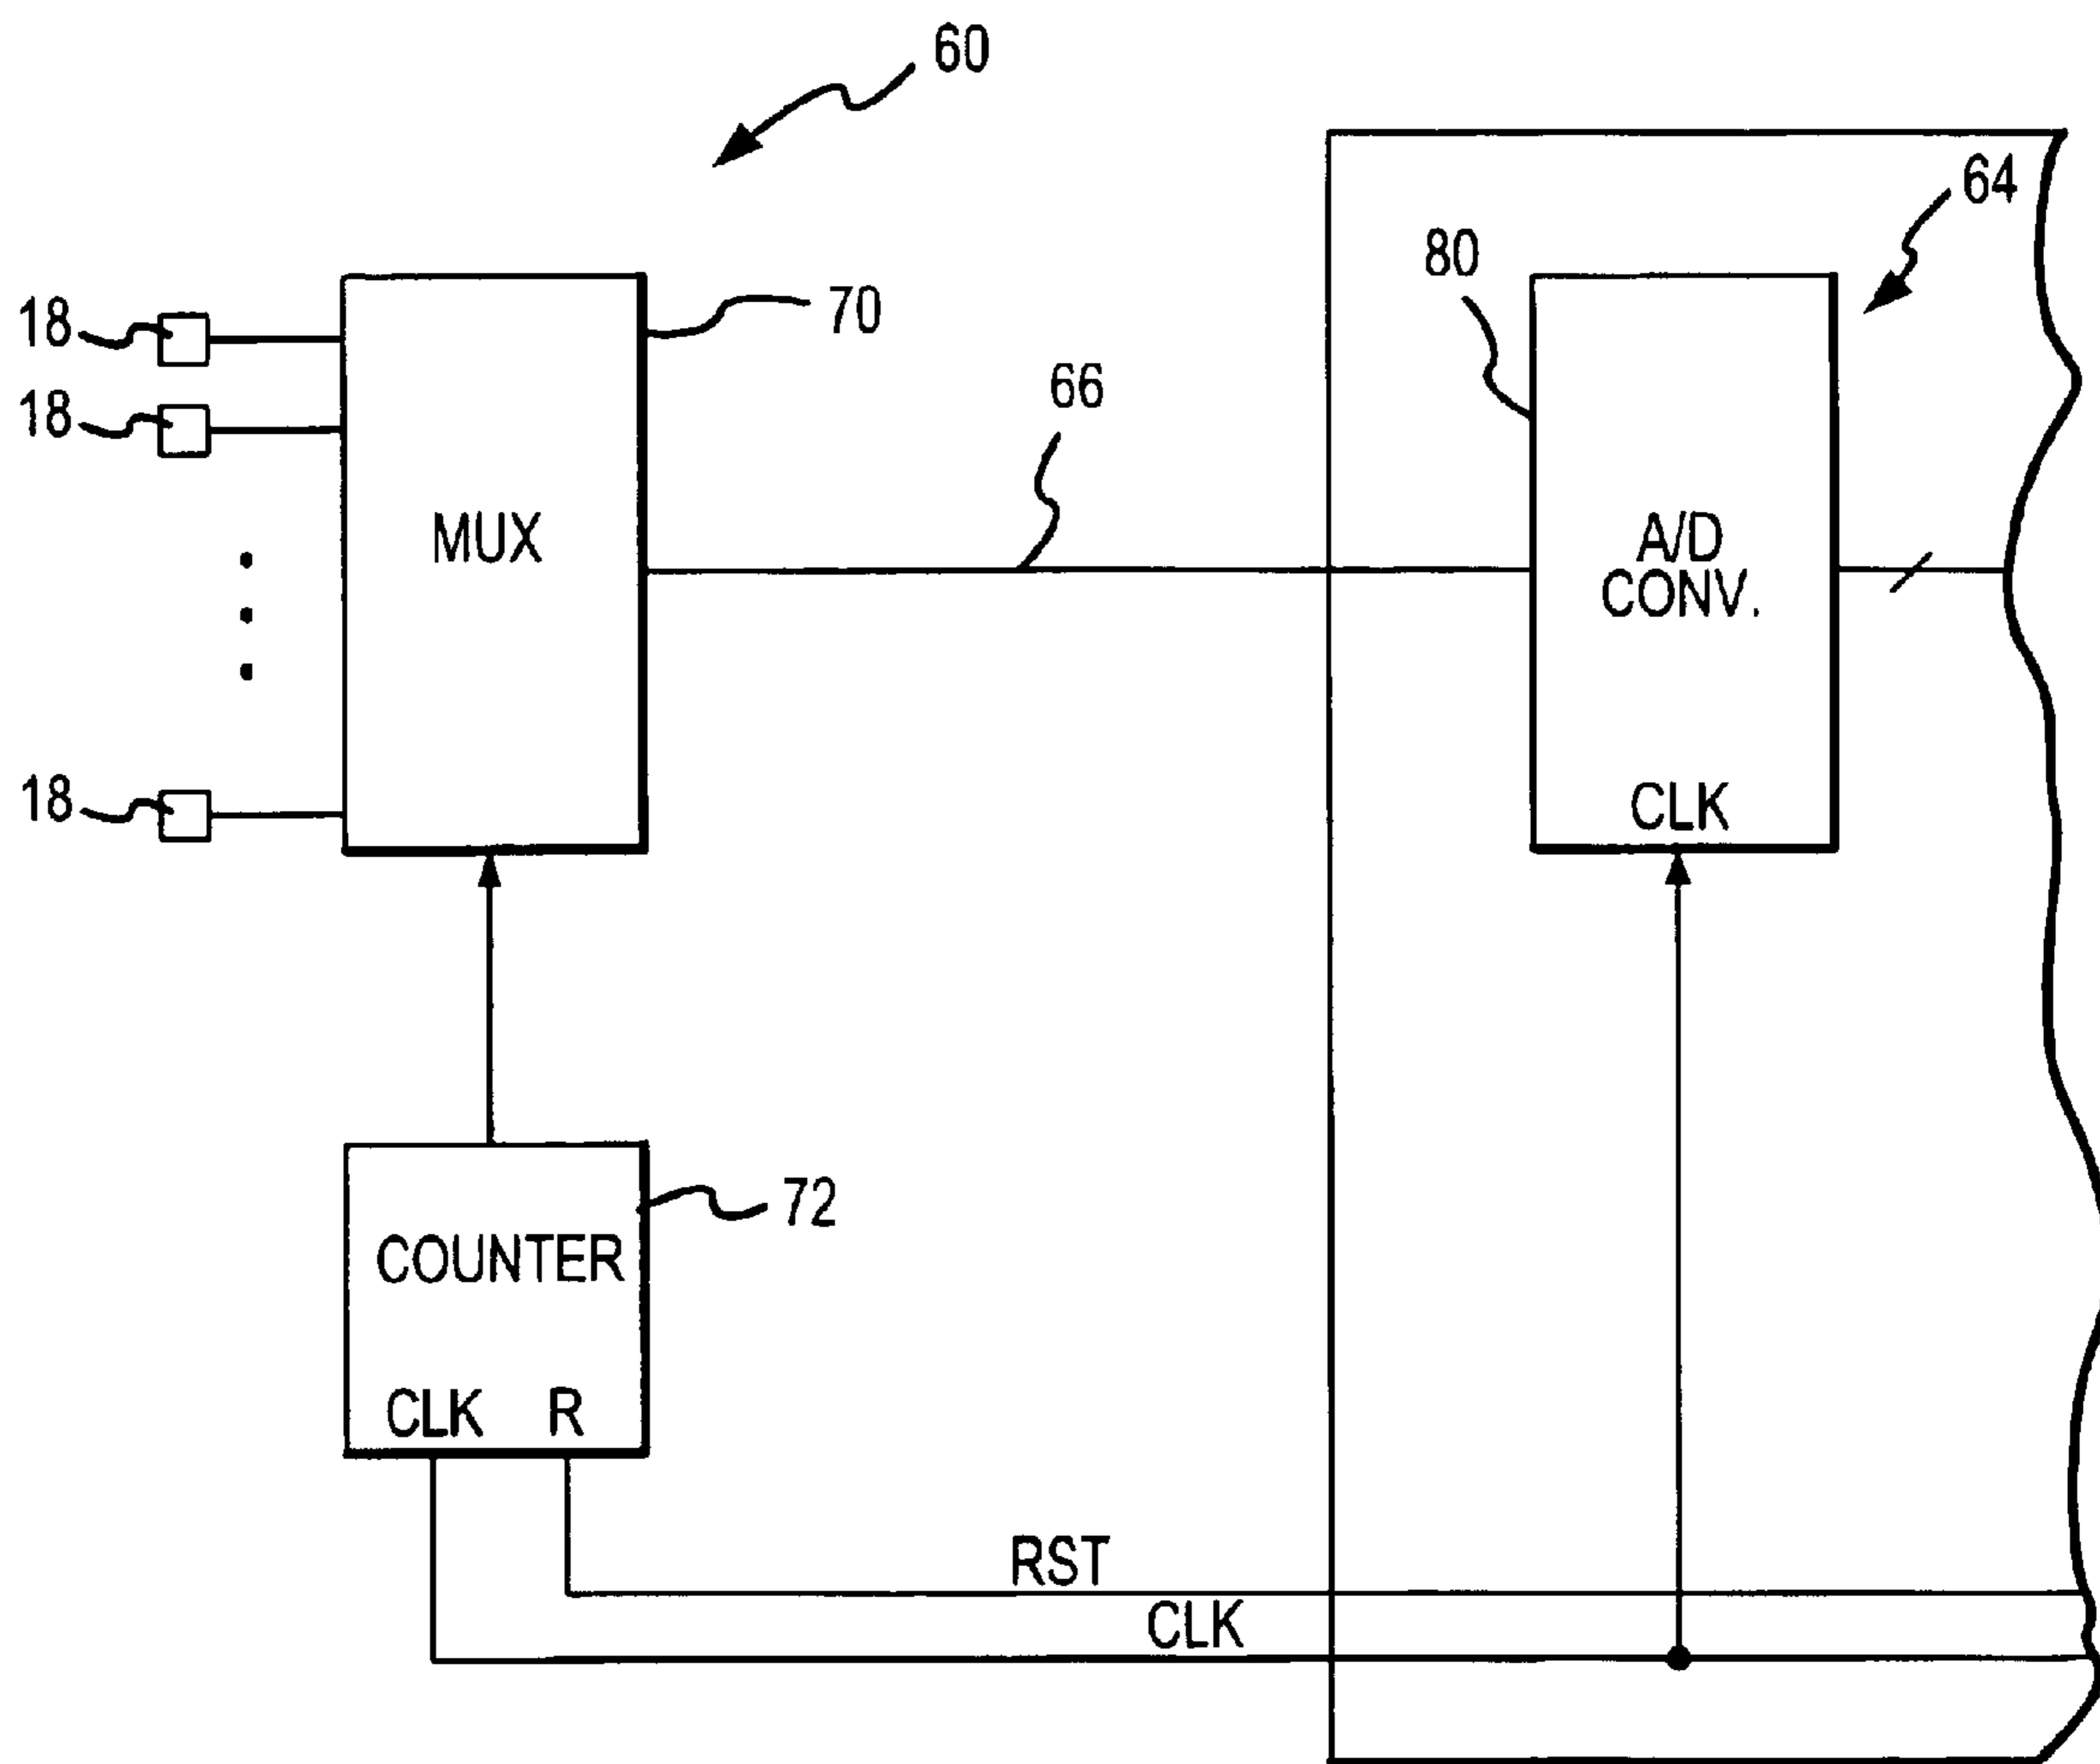 60
64
80
18
70
18
66
MUX
A/D
CONV.
18
CLK
72
COUNTER
CLK R
RST
CLK